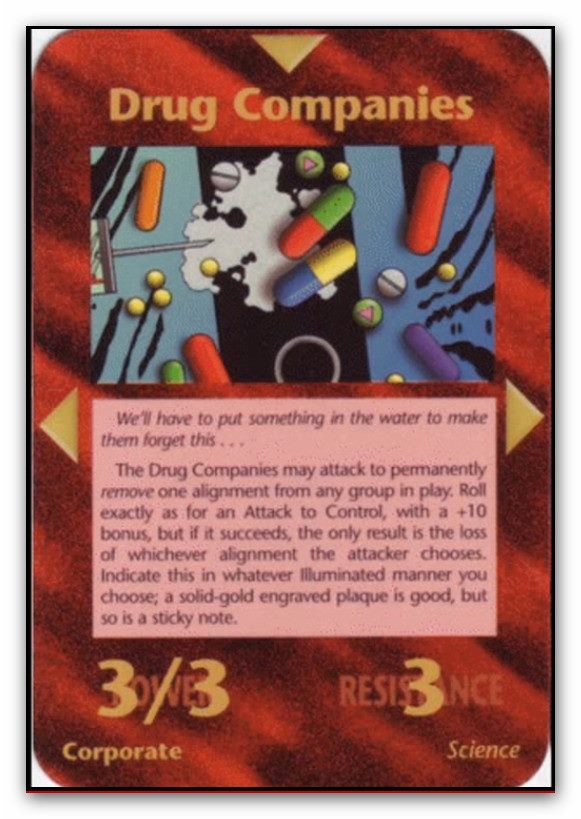 Drug Companies
We'll have to put something in the water to make
them forget this . . .
The Drug Companies may attack to permanently
remove one alignment from any group in play. Roll
exactly as for an Attack to Control, with a +10
bonus, but if it succeeds, the only result is the loss
of whichever alignment the attacker chooses.
Indicate this in whatever Illuminated manner you
choose; a solid-gold engraved plaque is good, but
so is a sticky note.
POWER 3/3
RESISTANCE 3
Corporate
Science